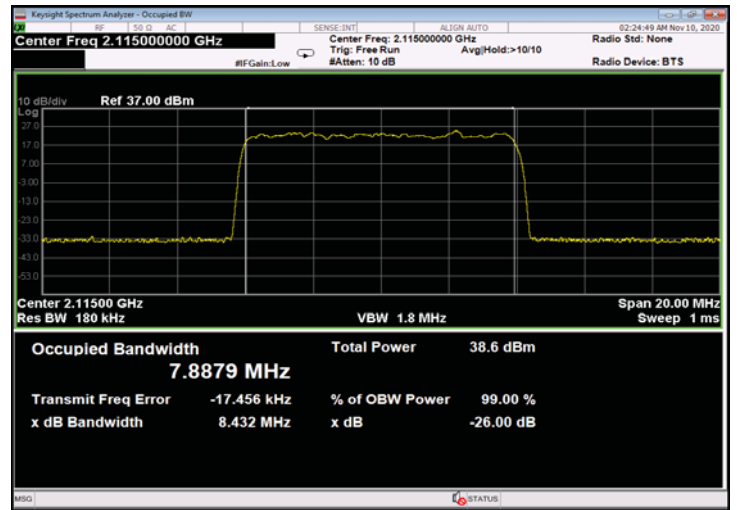 Keysight Spectrum Analyzer - Occupied BW
RF 50 Ω AC SENSE:INT ALIGN AUTO 02:24:49 AM Nov 10, 2020
Center Freq 2.115000000 GHz
Center Freq: 2.115000000 GHz
Radio Std: None
Trig: Free Run Avg|Hold:>10/10
#IFGain:Low #Atten: 10 dB Radio Device: BTS
10 dB/div Ref 37.00 dBm
Log
27.0
17.0
7.00
-3.00
-13.0
-23.0
-33.0
-43.0
-53.0
Center 2.11500 GHz Span 20.00 MHz
Res BW 180 kHz VBW 1.8 MHz Sweep 1 ms
Occupied Bandwidth Total Power 38.6 dBm
7.8879 MHz
Transmit Freq Error -17.456 kHz % of OBW Power 99.00 %
x dB Bandwidth 8.432 MHz x dB -26.00 dB
MSG STATUS